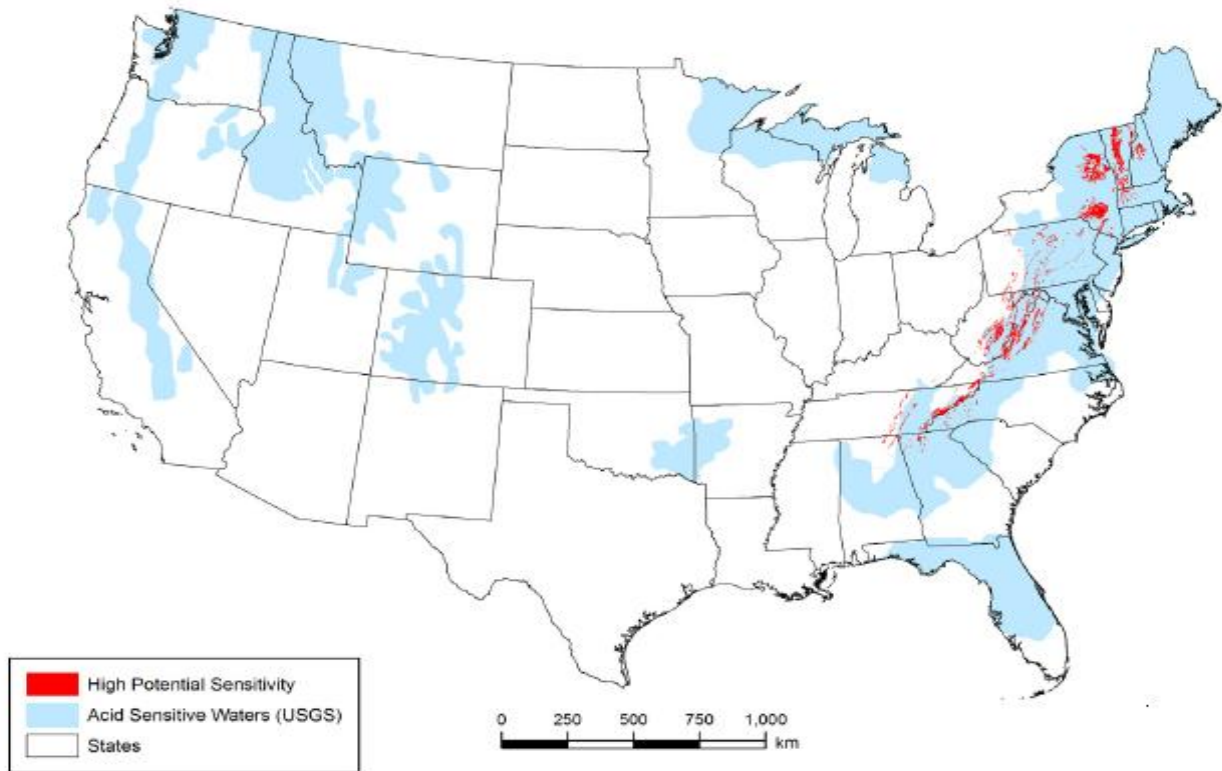 High Potential Sensitivity
Acid Sensitive Waters (USGS)
States
0 250 500 750 1,000
km